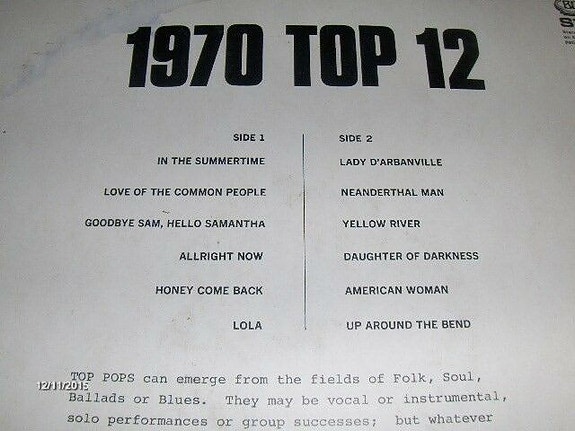 1970 TOP 12
SIDE 1
IN THE SUMMERTIME
LOVE OF THE COMMON PEOPLE
GOODBYE SAM, HELLO SAMANTHA
ALLRIGHT NOW
HONEY COME BACK
LOLA
SIDE 2
LADY D'ARBANVILLE
NEANDERTHAL MAN
YELLOW RIVER
DAUGHTER OF DARKNESS
AMERICAN WOMAN
UP AROUND THE BEND
TOP POPS can emerge from the fields of Folk, Soul,
Ballads or Blues. They may be vocal or instrumental,
solo performances or group successes; but whatever
12/11/2015